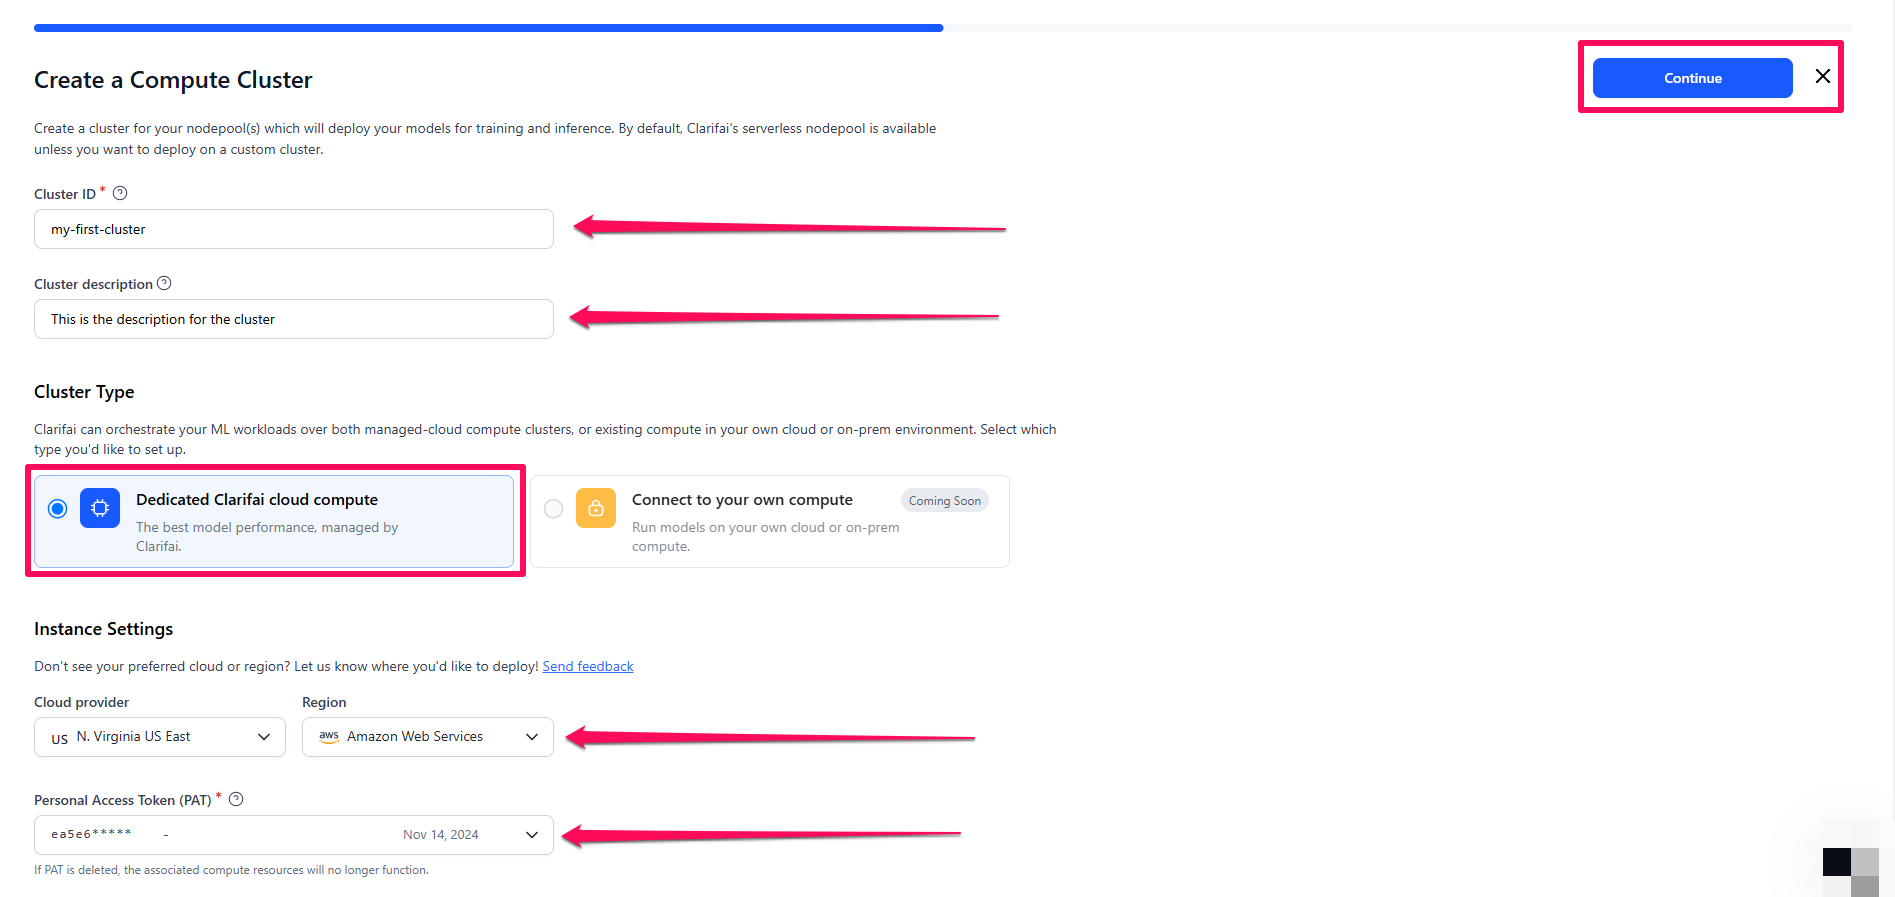 Create a Compute Cluster
Continue
Create a cluster for your nodepool(s) which will deploy your models for training and inference. By default, Clarifai's serverless nodepool is available
unless you want to deploy on a custom cluster.
Cluster ID *
my-first-cluster
Cluster description
This is the description for the cluster
Cluster Type
Clarifai can orchestrate your ML workloads over both managed-cloud compute clusters, or existing compute in your own cloud or on-prem environment. Select which
type you'd like to set up.
Dedicated Clarifai cloud compute
The best model performance, managed by
Clarifai.
Connect to your own compute
Coming Soon
Run models on your own cloud or on-prem
compute.
Instance Settings
Don't see your preferred cloud or region? Let us know where you'd like to deploy! Send feedback
Cloud provider
Region
US N. Virginia US East
aws Amazon Web Services
Personal Access Token (PAT) *
ea5e6***** - Nov 14, 2024
If PAT is deleted, the associated compute resources will no longer function.